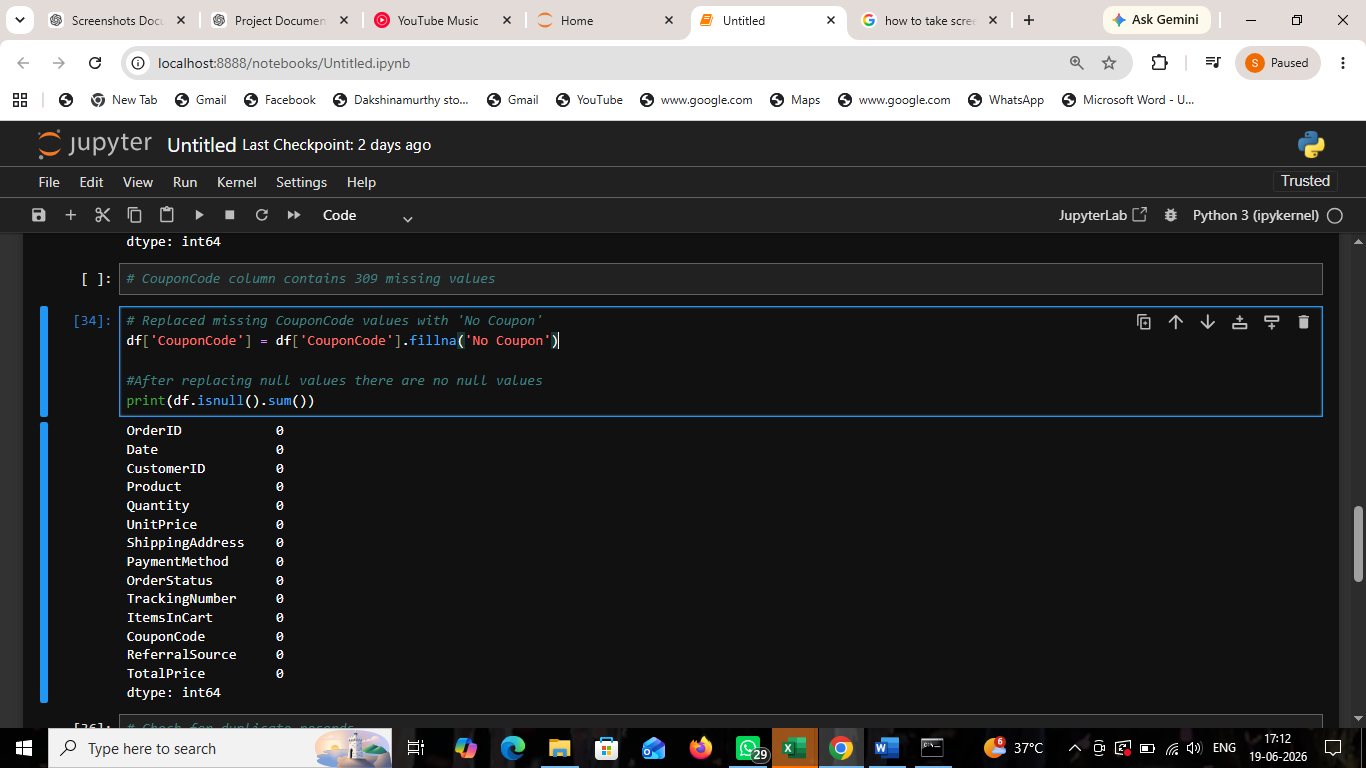 Screenshots Docu
Project Documen
YouTube Music
Home
Untitled
how to take scree
Ask Gemini
localhost:8888/notebooks/Untitled.ipynb
S Paused
New Tab
Gmail
Facebook
Dakshinamurthy sto...
Gmail
YouTube
www.google.com
Maps
www.google.com
WhatsApp
Microsoft Word - U...
jupyter Untitled Last Checkpoint: 2 days ago
File Edit View Run Kernel Settings Help
Trusted
Code
JupyterLab
Python 3 (ipykernel)
dtype: int64
[ ]: # CouponCode column contains 309 missing values
[34]: # Replaced missing CouponCode values with 'No Coupon'
df['CouponCode'] = df['CouponCode'].fillna('No Coupon')
#After replacing null values there are no null values
print(df.isnull().sum())
OrderID 0
Date 0
CustomerID 0
Product 0
Quantity 0
UnitPrice 0
ShippingAddress 0
PaymentMethod 0
OrderStatus 0
TrackingNumber 0
ItemsInCart 0
CouponCode 0
ReferralSource 0
TotalPrice 0
dtype: int64
[36]: # Check for duplicate records
Type here to search
29
6
37°C
ENG
17:12
19-06-2026